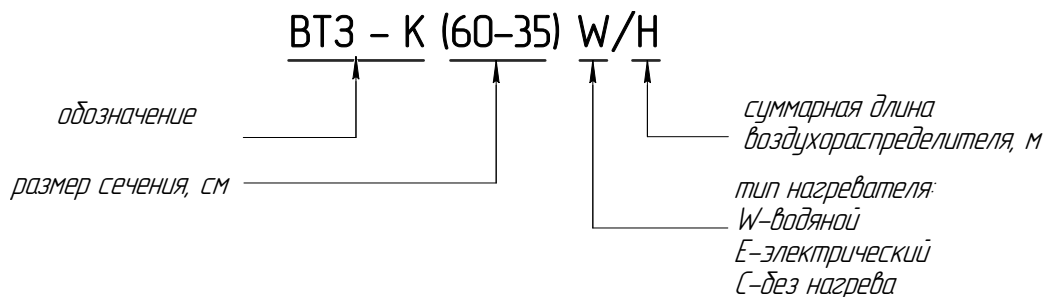 ВТЗ - К (60-35) W/H
обозначение
размер сечения, см
суммарная длина
воздухораспределителя, м
тип нагревателя:
W-водяной
Е-электрический
С-без нагрева